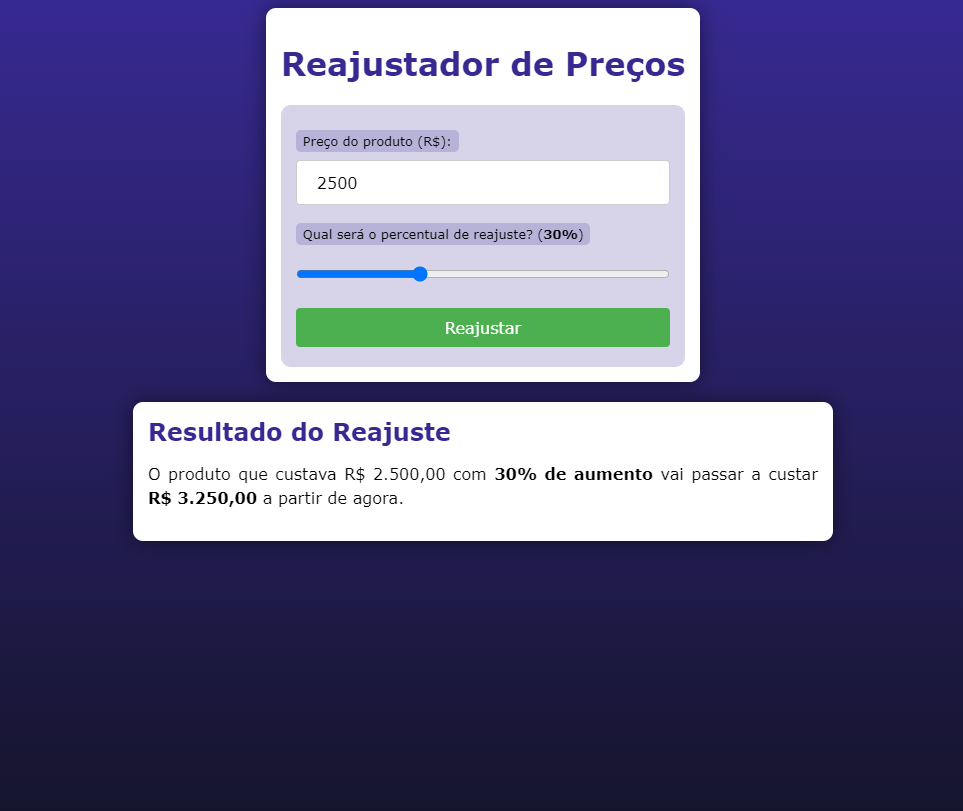 Reajustador de Preços
Preço do produto (R$):
2500
Qual será o percentual de reajuste? (30%)
Reajustar
Resultado do Reajuste
O produto que custava R$ 2.500,00 com 30% de aumento vai passar a custar
R$ 3.250,00 a partir de agora.